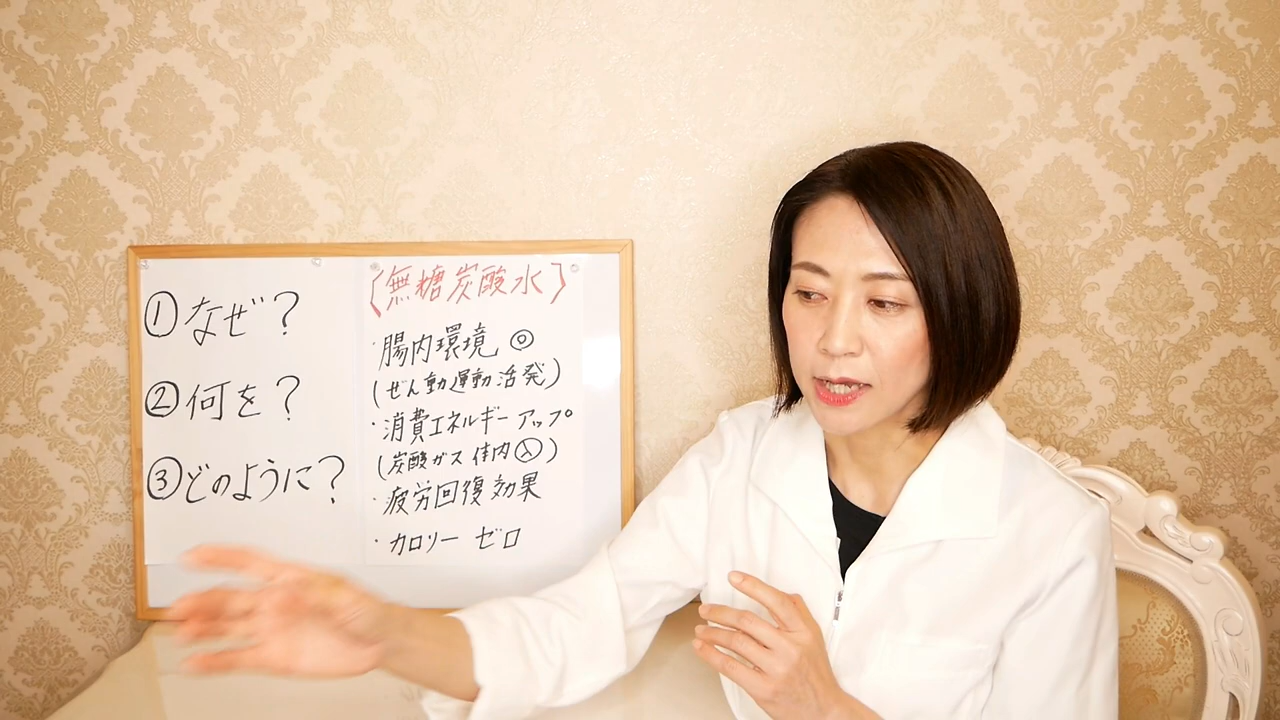 ①なぜ?
②何を?
③どのように?
〔無糖炭酸水〕
・腸内環境◎
(ぜん動運動活発)
・消費エネルギーアップ
(炭酸ガス体内㋑)
・疲労回復効果
・カロリーゼロ